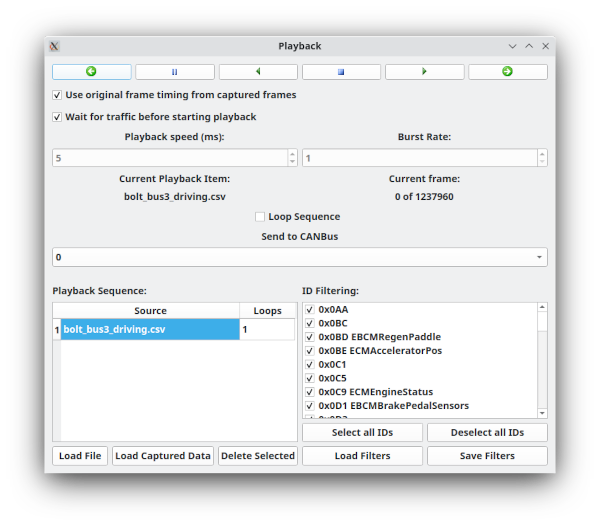 Playback
Use original frame timing from captured frames
Wait for traffic before starting playback
Playback speed (ms):
Burst Rate:
5
1
Current Playback Item:
Current frame:
bolt_bus3_driving.csv
0 of 1237960
Loop Sequence
Send to CANBus
0
Playback Sequence:
ID Filtering:
Source
Loops
1 bolt_bus3_driving.csv
1
0x0AA
0x0BC
0x0BD EBCMRegenPaddle
0x0BE ECMAcceleratorPos
0x0C1
0x0C5
0x0C9 ECMEngineStatus
0x0D1 EBCMBrakePedalSensors
Select all IDs
Deselect all IDs
Load File
Load Captured Data
Delete Selected
Load Filters
Save Filters